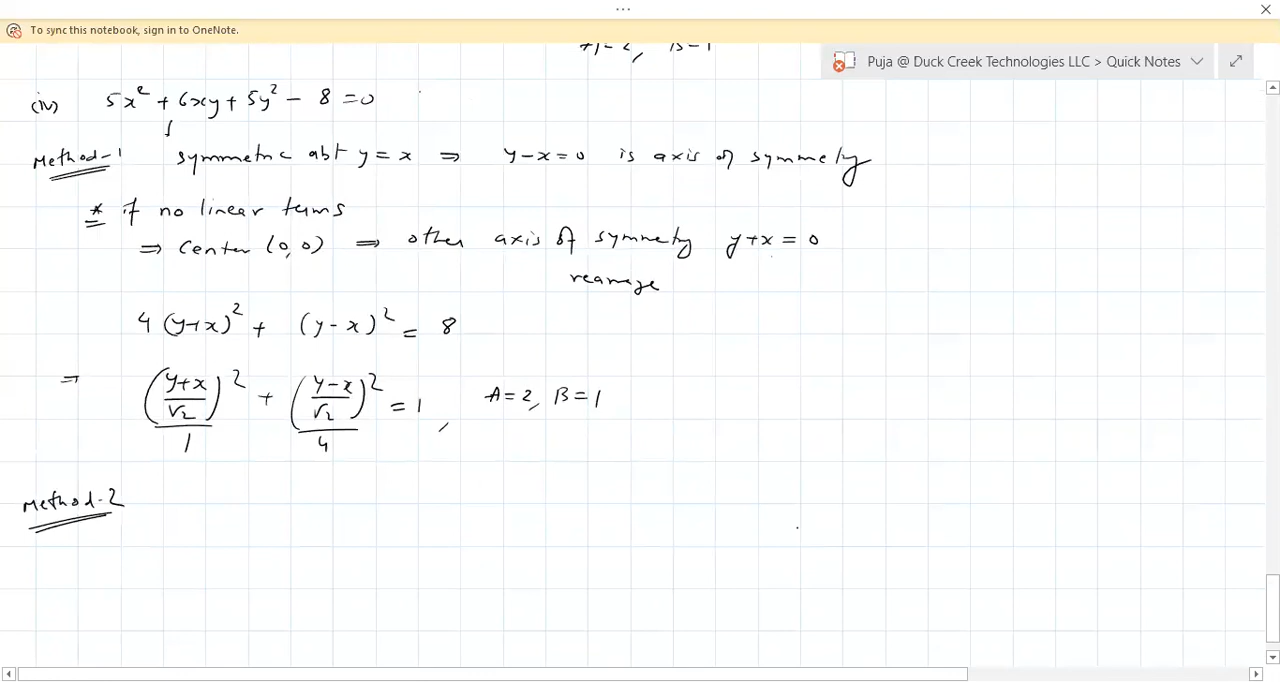 ...
To sync this notebook, sign in to OneNote.
A=2, B=1
Puja @ Duck Creek Technologies LLC > Quick Notes
(iv) 5x² + 6xy + 5y² - 8 = 0
Method-1 symmetric abt y = x ⇒ y-x=0 is axis of symmetry
* if no linear terms
⇒ center (0,0) ⇒ other axis of symmetry y+x = 0
rearrange
4(y+x)² + (y-x)² = 8
⇒ ((y+x)/√2)²/1 + ((y-x)/√2)²/4 = 1, A=2, B=1
Method-2